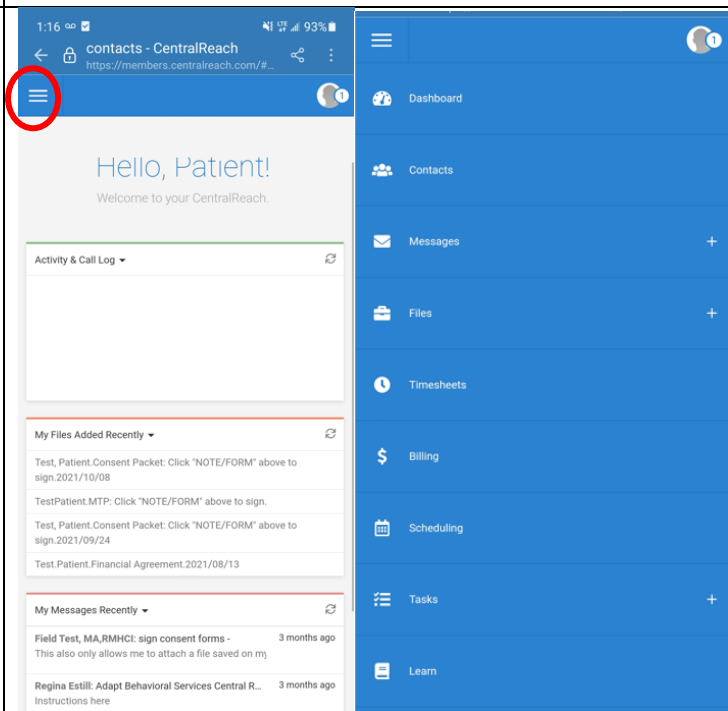 1:16
LTE 93%
contacts - CentralReach
https://members.centralreach.com/#...
1
Hello, Patient!
Welcome to your CentralReach.
Activity & Call Log
My Files Added Recently
Test, Patient.Consent Packet: Click "NOTE/FORM" above to
sign.2021/10/08
TestPatient.MTP: Click "NOTE/FORM" above to sign.
Test, Patient.Consent Packet: Click "NOTE/FORM" above to
sign.2021/09/24
Test.Patient.Financial Agreement.2021/08/13
My Messages Recently
Field Test, MA,RMHCI: sign consent forms - 3 months ago
This also only allows me to attach a file saved on my
Regina Estill: Adapt Behavioral Services Central R... 3 months ago
Instructions here
1
Dashboard
Contacts
Messages +
Files +
Timesheets
$ Billing
Scheduling
Tasks +
Learn